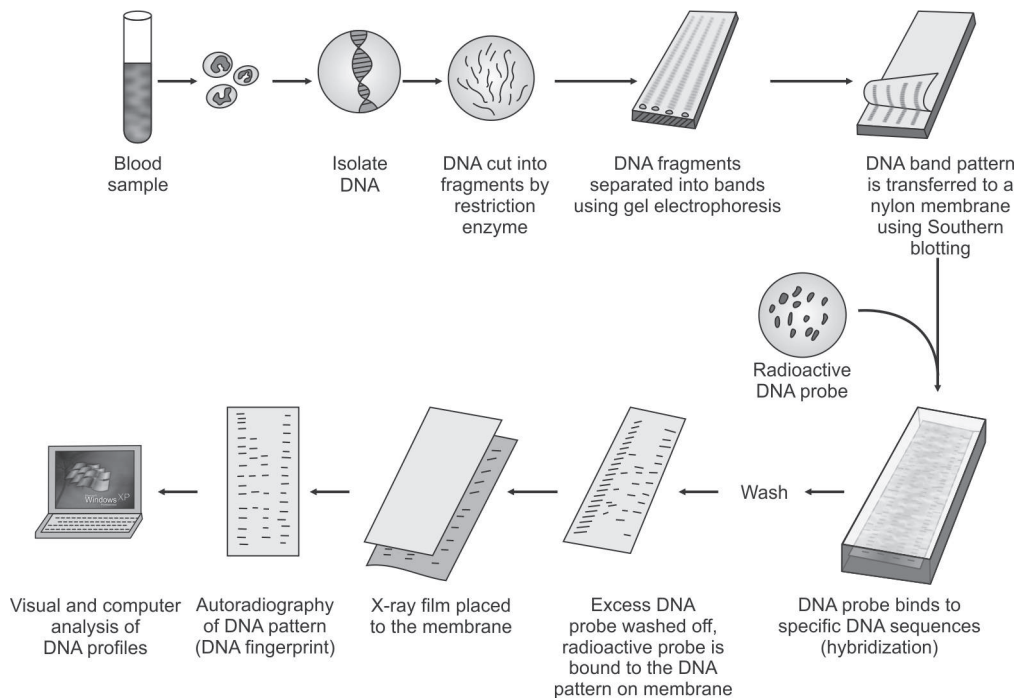 Blood
sample
Isolate
DNA
DNA cut into
fragments by
restriction
enzyme
DNA fragments
separated into bands
using gel electrophoresis
DNA band pattern
is transferred to a
nylon membrane
using Southern
blotting
Radioactive
DNA probe
DNA probe binds to
specific DNA sequences
(hybridization)
Wash
Excess DNA
probe washed off,
radioactive probe is
bound to the DNA
pattern on membrane
X-ray film placed
to the membrane
Autoradiography
of DNA pattern
(DNA fingerprint)
Windows XP
Visual and computer
analysis of
DNA profiles